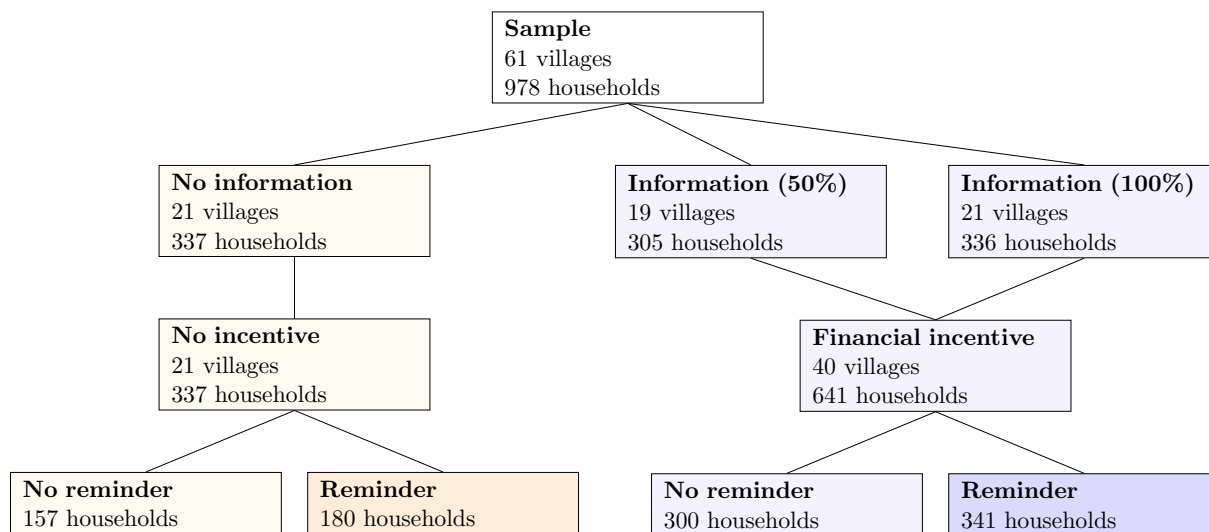 Sample
61 villages
978 households
No information
21 villages
337 households
Information (50%)
19 villages
305 households
Information (100%)
21 villages
336 households
No incentive
21 villages
337 households
Financial incentive
40 villages
641 households
No reminder
157 households
Reminder
180 households
No reminder
300 households
Reminder
341 households